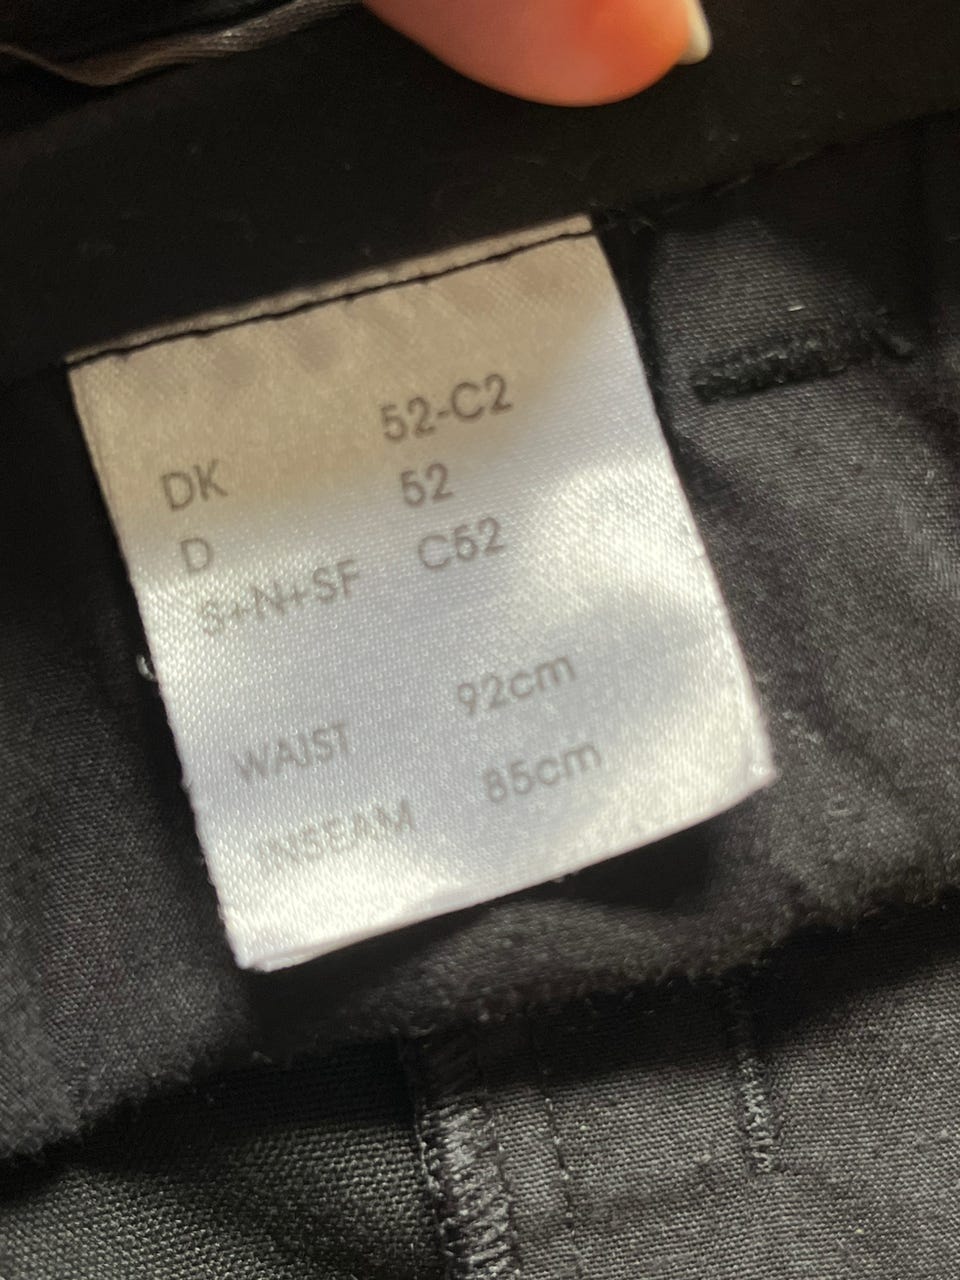 DK 52-C2
D 52
S+N+SF C52
WAIST 92cm
INSEAM 85cm